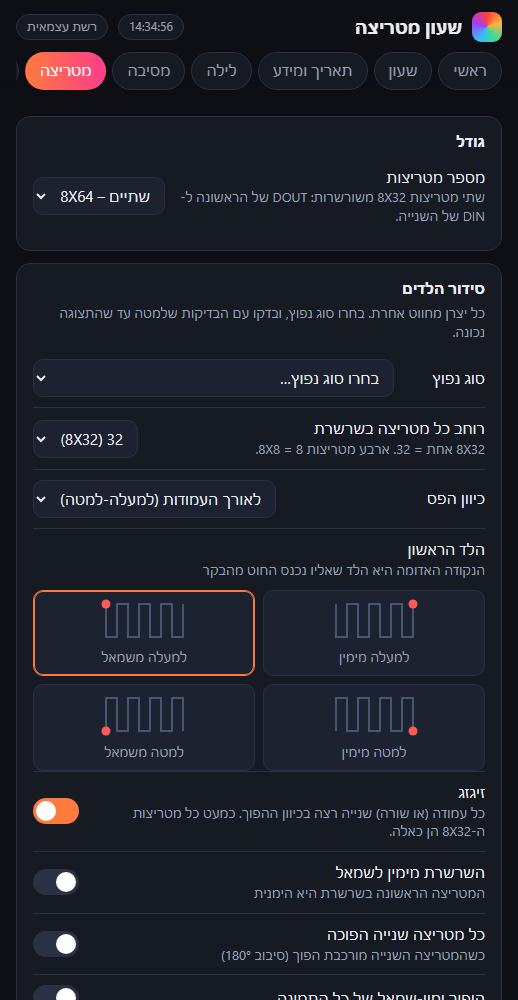 שעון מטריצה
14:34:56
רשת עצמאית
ראשי
שעון
תאריך ומידע
לילה
מסיבה
מטריצה
גודל
מספר מטריצות
שתי מטריצות 8X32 משורשרות: DOUT של הראשונה ל-
DIN של השנייה.
שתיים – 8X64
סידור הלדים
כל יצרן מחווט אחרת. בחרו סוג נפוץ, ובדקו עם הבדיקות שלמטה עד שהתצוגה
נכונה.
סוג נפוץ
בחרו סוג נפוץ...
רוחב כל מטריצה בשרשרת
8X32 אחת = 32. ארבע מטריצות 8X8 = 8.
32 (8X32)
כיוון הפס
לאורך העמודות (למעלה-למטה)
הלד הראשון
הנקודה האדומה היא הלד שאליו נכנס החוט מהבקר
למעלה מימין
למעלה משמאל
למטה מימין
למטה משמאל
זיגזג
כל עמודה (או שורה) שנייה רצה בכיוון ההפוך. כמעט כל מטריצות
ה-8X32 הן כאלה.
השרשרת מימין לשמאל
המטריצה הראשונה בשרשרת היא הימנית
כל מטריצה שנייה הפוכה
כשהמטריצה השנייה מורכבת הפוך (סיבוב 180°)
היפוך ימין-שמאל של כל התמונה